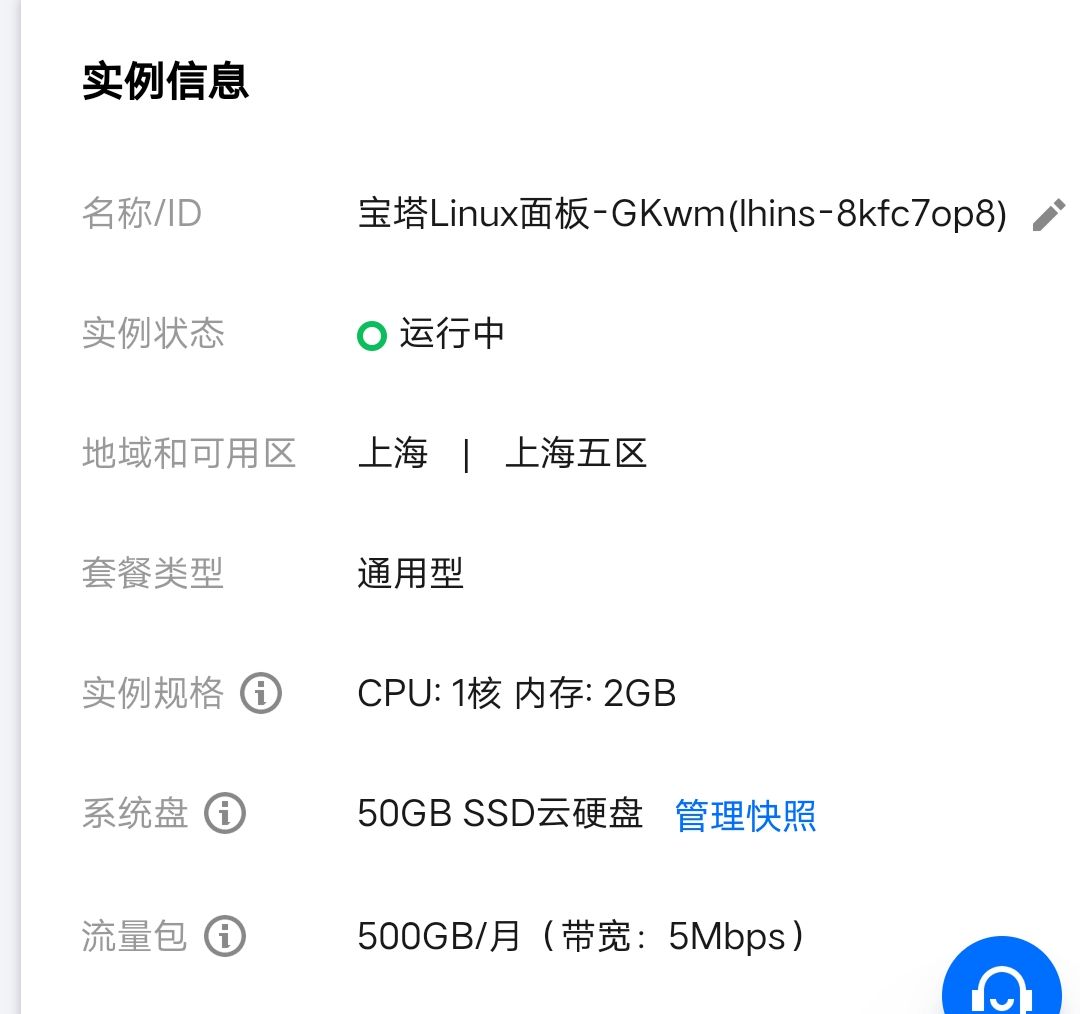 实例信息
名称/ID 宝塔Linux面板-GKwm(lhins-8kfc7op8)
实例状态 运行中
地域和可用区 上海 | 上海五区
套餐类型 通用型
实例规格 CPU: 1核 内存: 2GB
系统盘 50GB SSD云硬盘 管理快照
流量包 500GB/月（带宽：5Mbps）